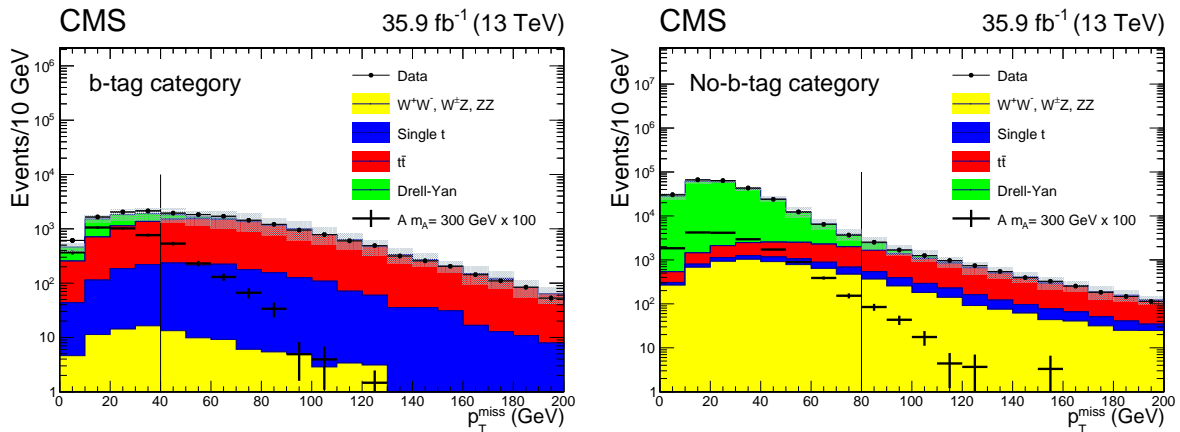 CMS 35.9 fb⁻¹ (13 TeV)
b-tag category
Data
W⁺W⁻, W±Z, ZZ
Single t
tt̄
Drell-Yan
A m_A= 300 GeV x 100
Events/10 GeV
10⁶
10⁵
10⁴
10³
10²
10
1
0 20 40 60 80 100 120 140 160 180 200
p_T^miss (GeV)
CMS 35.9 fb⁻¹ (13 TeV)
No-b-tag category
Data
W⁺W⁻, W±Z, ZZ
Single t
tt̄
Drell-Yan
A m_A= 300 GeV x 100
Events/10 GeV
10⁷
10⁶
10⁵
10⁴
10³
10²
10
1
0 20 40 60 80 100 120 140 160 180 200
p_T^miss (GeV)